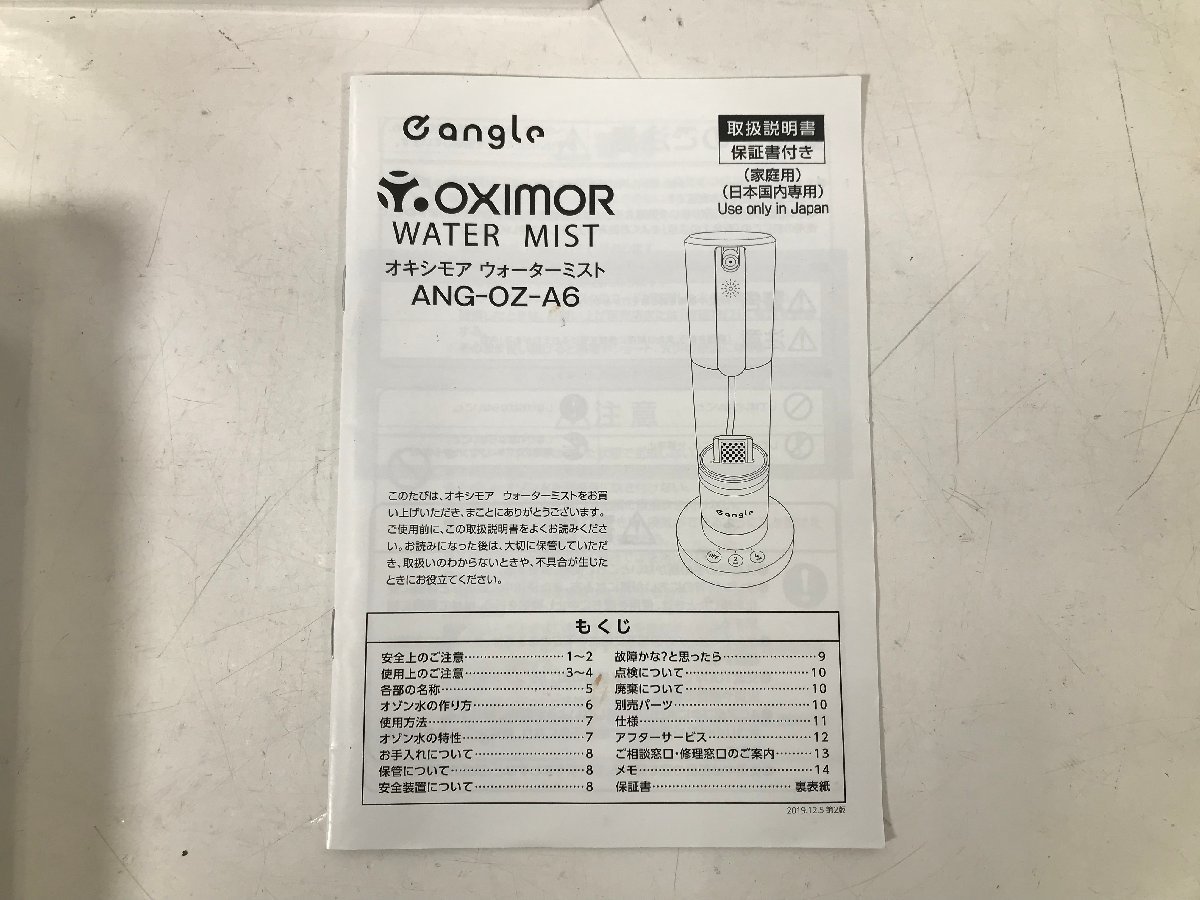 angle
取扱説明書
保証書付き
（家庭用）
（日本国内専用）
Use only in Japan
OXIMOR
WATER MIST
オキシモア ウォーターミスト
ANG-OZ-A6
angle
OFF
2
このたびは、オキシモア ウォーターミストをお買
い上げいただき、まことにありがとうございます。
ご使用前に、この取扱説明書をよくお読みくださ
い。お読みになった後は、大切に保管していただ
き、取扱いのわからないときや、不具合が生じた
ときにお役立てください。
もくじ
安全上のご注意……………………1〜2
使用上のご注意……………………3〜4
各部の名称……………………5
オゾン水の作り方……………………6
使用方法……………………7
オゾン水の特性……………………7
お手入れについて……………………8
保管について……………………8
安全装置について……………………8
故障かな?と思ったら……………………9
点検について……………………10
廃棄について……………………10
別売パーツ……………………10
仕様……………………11
アフターサービス……………………12
ご相談窓口・修理窓口のご案内………13
メモ……………………14
保証書……………………裏表紙
2019.12.5 第2版